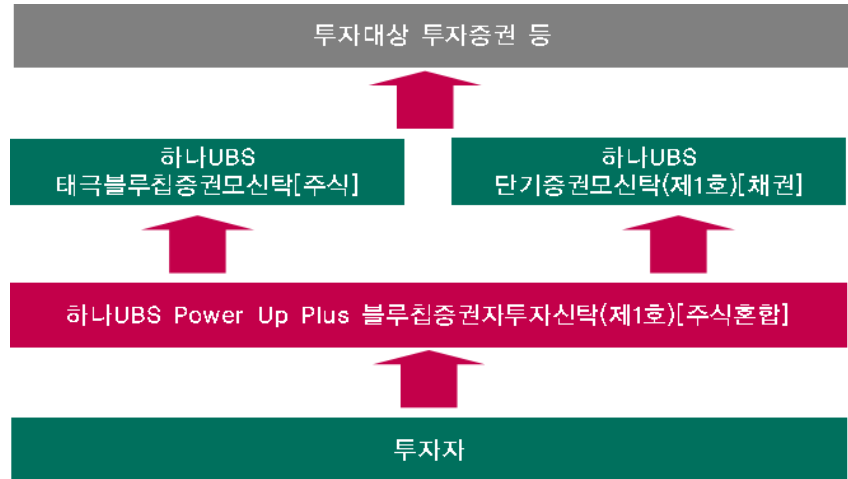 투자대상 투자증권 등
하나UBS
태극블루칩증권모신탁[주식]
하나UBS
단기증권모신탁(제1호)[채권]
하나UBS Power Up Plus 블루칩증권자투자신탁(제1호)[주식혼합]
투자자